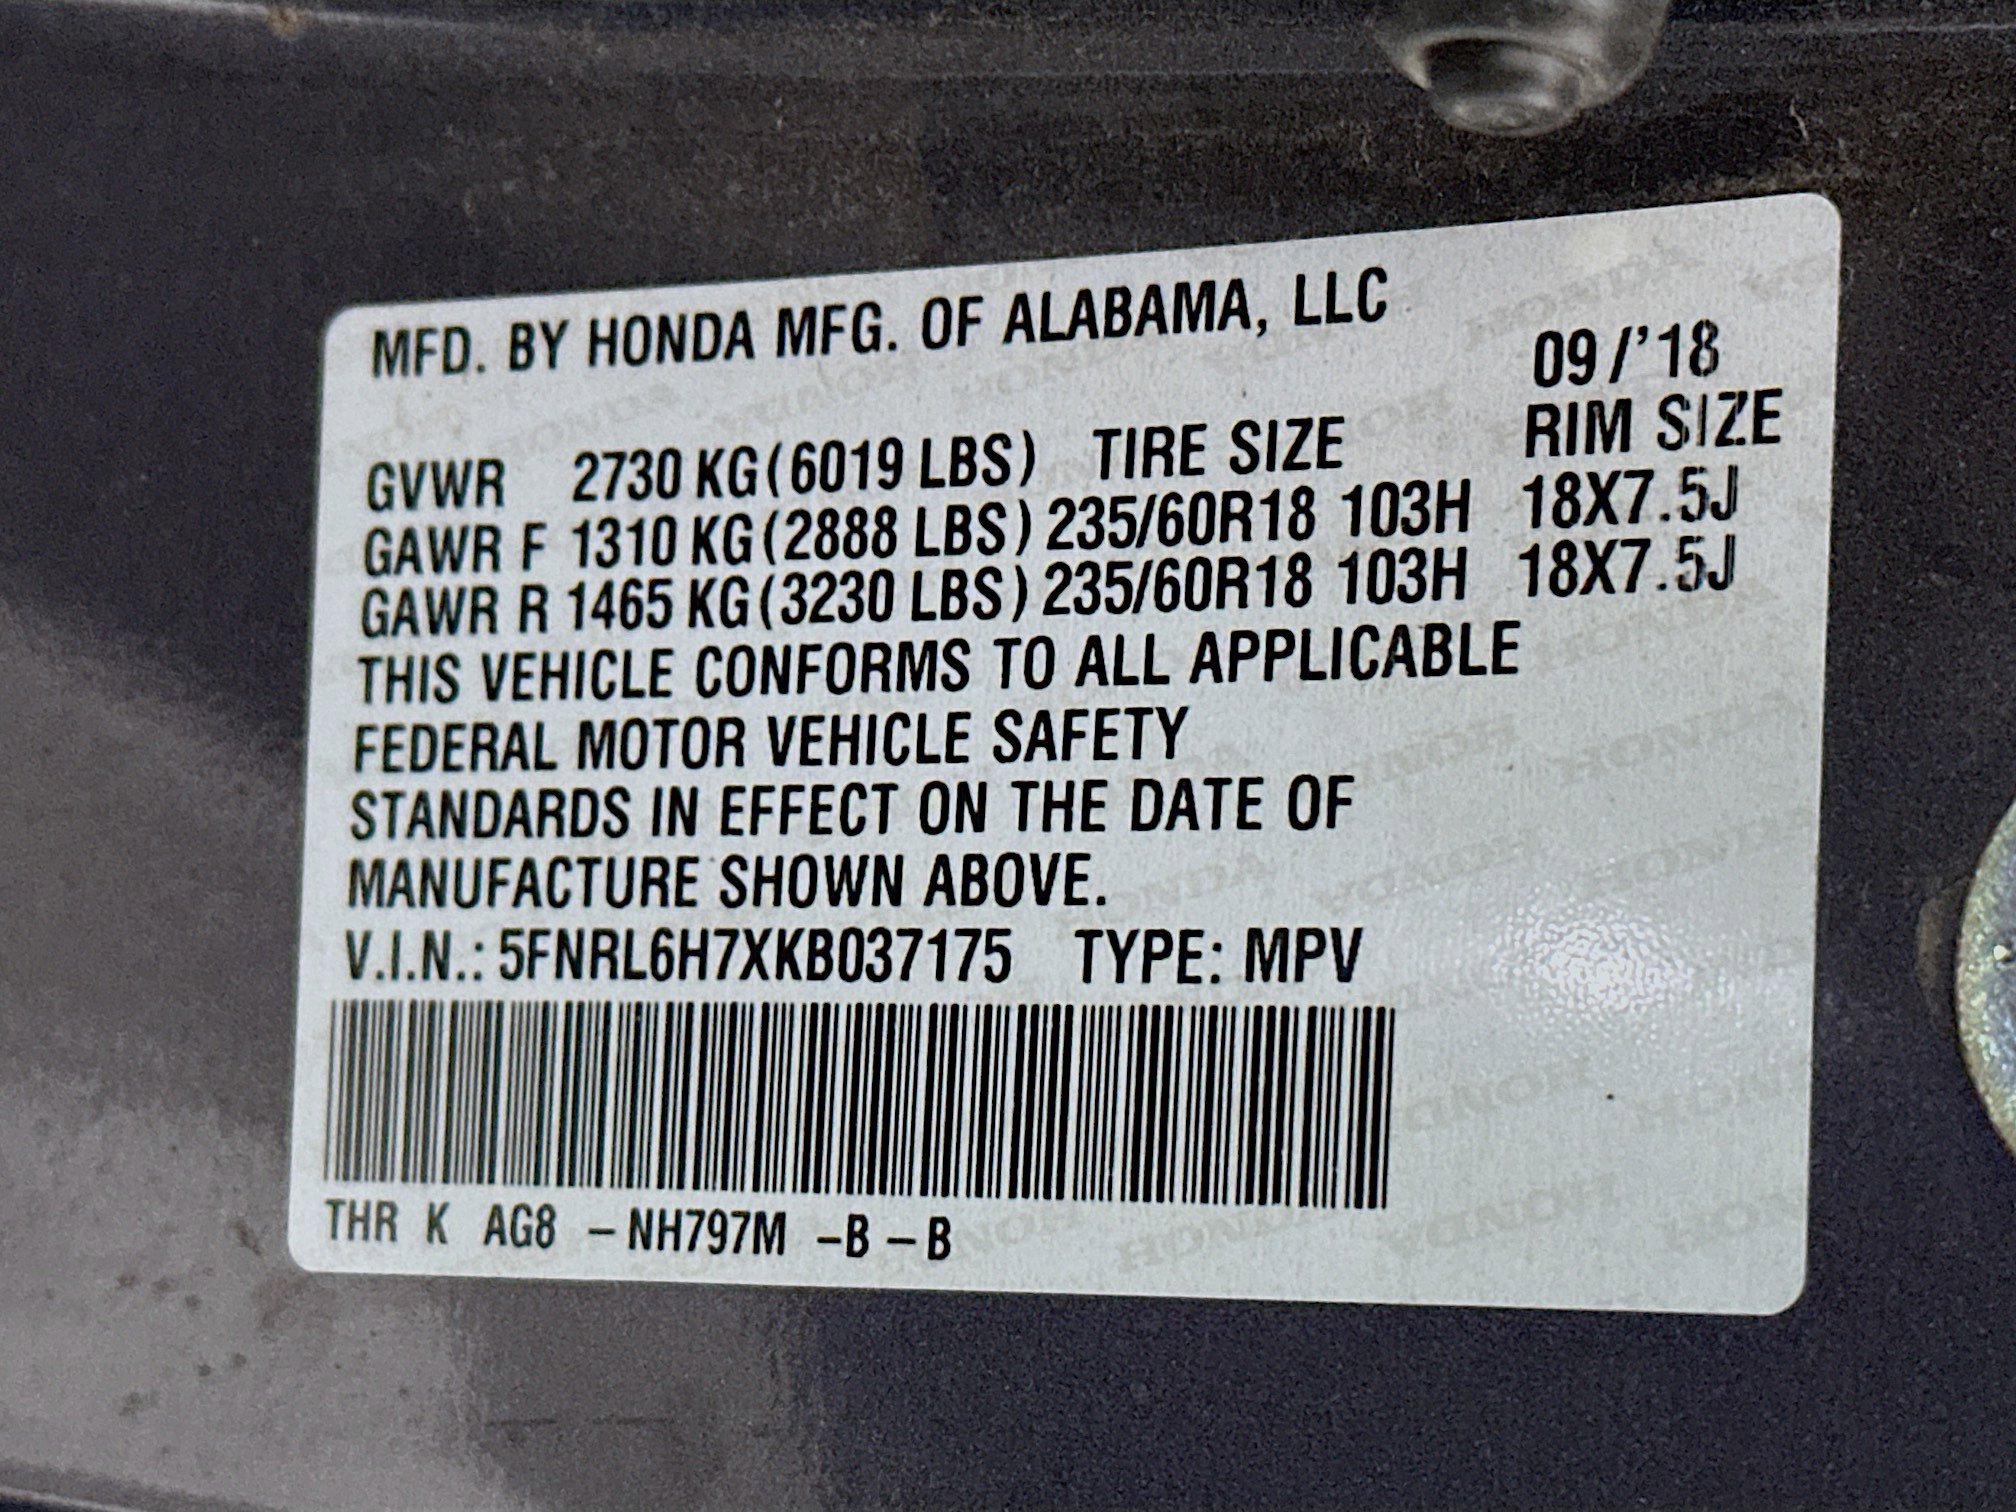 MFD. BY HONDA MFG. OF ALABAMA, LLC
09/'18
GVWR 2730 KG(6019 LBS) TIRE SIZE RIM SIZE
GAWR F 1310 KG(2888 LBS) 235/60R18 103H 18X7.5J
GAWR R 1465 KG(3230 LBS) 235/60R18 103H 18X7.5J
THIS VEHICLE CONFORMS TO ALL APPLICABLE
FEDERAL MOTOR VEHICLE SAFETY
STANDARDS IN EFFECT ON THE DATE OF
MANUFACTURE SHOWN ABOVE.
V.I.N.: 5FNRL6H7XKB037175 TYPE: MPV
THR K AG8 –NH797M –B –B